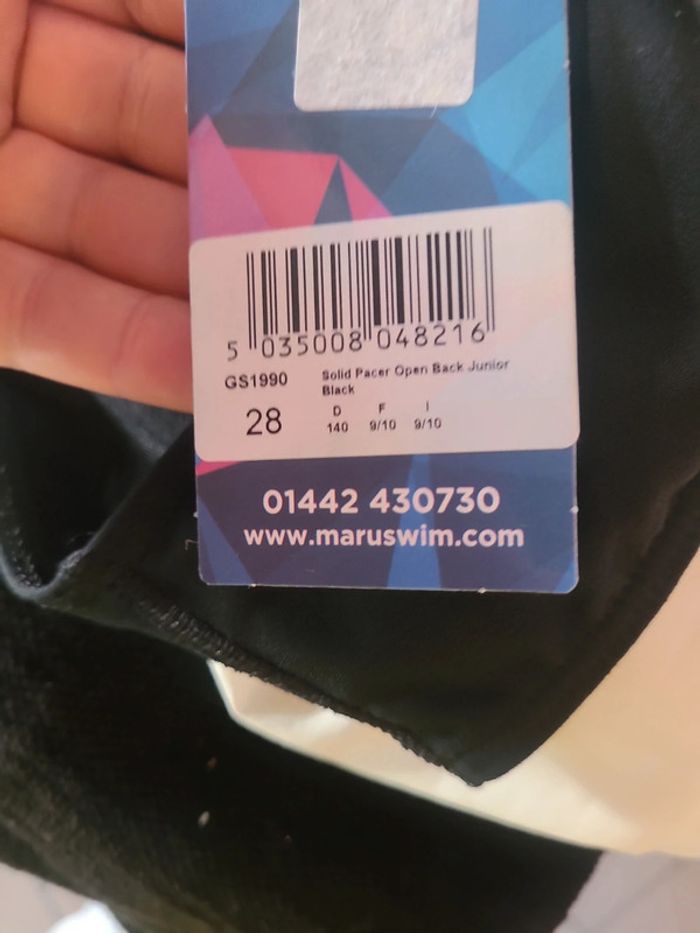 5 035008 048216
GS1990
Solid Pacer Open Back Junior
Black
28
D F I
140 9/10 9/10
01442 430730
www.maruswim.com